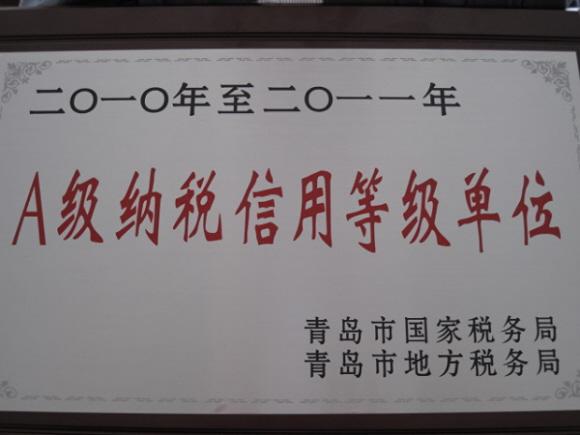 二〇一〇年至二〇一一年
A级纳税信用等级单位
青岛市国家税务局
青岛市地方税务局